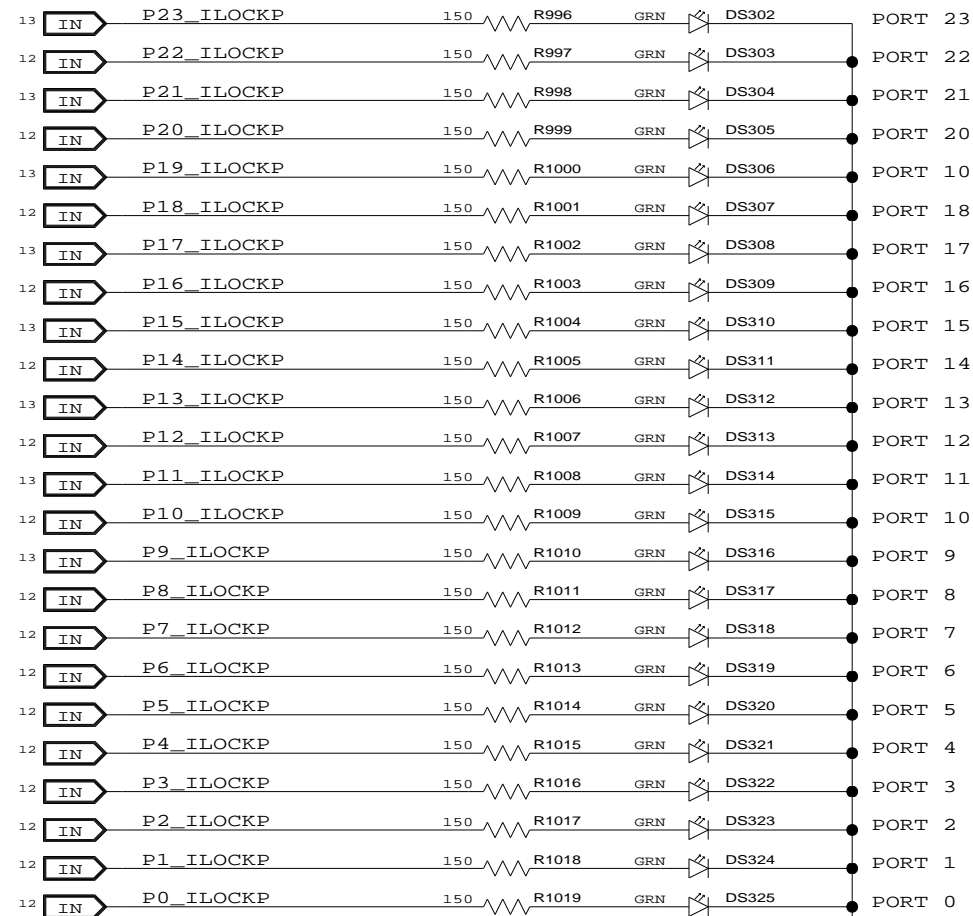 13 IN P23_ILOCKP 150 R996 GRN DS302 PORT 23
12 IN P22_ILOCKP 150 R997 GRN DS303 PORT 22
13 IN P21_ILOCKP 150 R998 GRN DS304 PORT 21
12 IN P20_ILOCKP 150 R999 GRN DS305 PORT 20
13 IN P19_ILOCKP 150 R1000 GRN DS306 PORT 10
12 IN P18_ILOCKP 150 R1001 GRN DS307 PORT 18
13 IN P17_ILOCKP 150 R1002 GRN DS308 PORT 17
12 IN P16_ILOCKP 150 R1003 GRN DS309 PORT 16
13 IN P15_ILOCKP 150 R1004 GRN DS310 PORT 15
12 IN P14_ILOCKP 150 R1005 GRN DS311 PORT 14
13 IN P13_ILOCKP 150 R1006 GRN DS312 PORT 13
12 IN P12_ILOCKP 150 R1007 GRN DS313 PORT 12
13 IN P11_ILOCKP 150 R1008 GRN DS314 PORT 11
12 IN P10_ILOCKP 150 R1009 GRN DS315 PORT 10
13 IN P9_ILOCKP 150 R1010 GRN DS316 PORT 9
12 IN P8_ILOCKP 150 R1011 GRN DS317 PORT 8
12 IN P7_ILOCKP 150 R1012 GRN DS318 PORT 7
12 IN P6_ILOCKP 150 R1013 GRN DS319 PORT 6
12 IN P5_ILOCKP 150 R1014 GRN DS320 PORT 5
12 IN P4_ILOCKP 150 R1015 GRN DS321 PORT 4
12 IN P3_ILOCKP 150 R1016 GRN DS322 PORT 3
12 IN P2_ILOCKP 150 R1017 GRN DS323 PORT 2
12 IN P1_ILOCKP 150 R1018 GRN DS324 PORT 1
12 IN P0_ILOCKP 150 R1019 GRN DS325 PORT 0